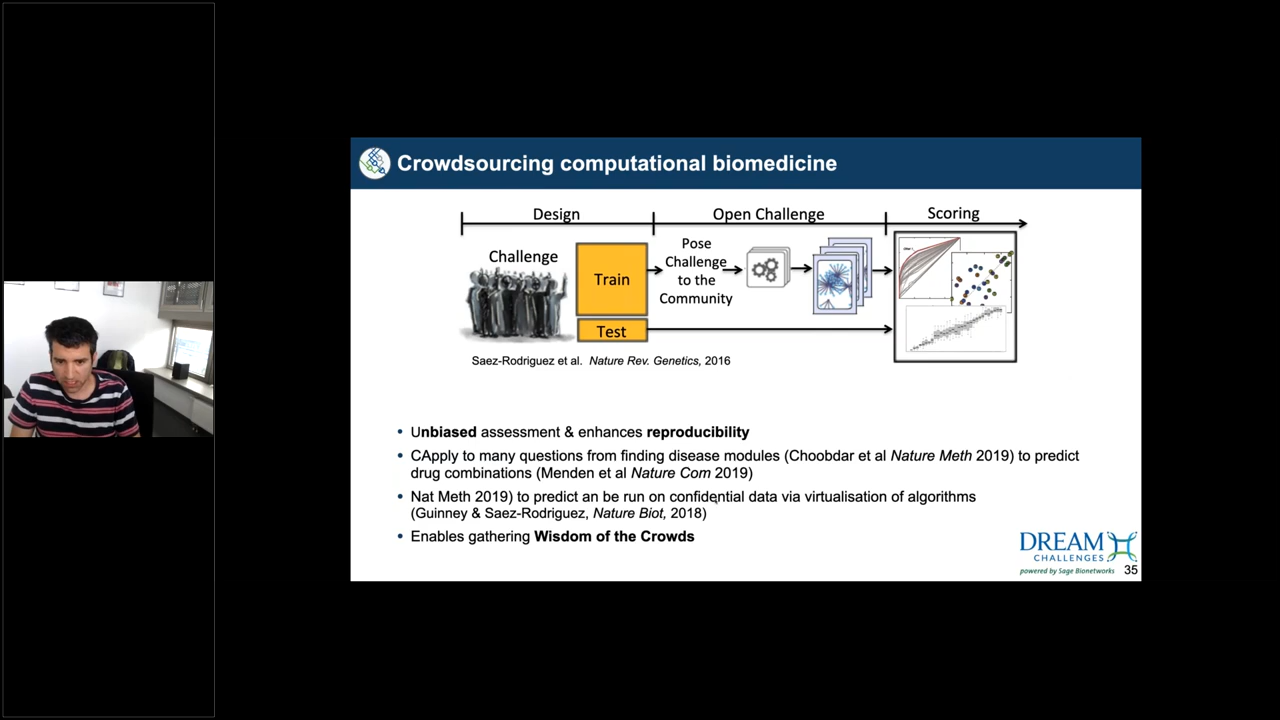 Crowdsourcing computational biomedicine
Design
Open Challenge
Scoring
Challenge
Train
Test
Pose
Challenge
to the
Community
Saez-Rodriguez et al. Nature Rev. Genetics, 2016
• Unbiased assessment & enhances reproducibility
• CApply to many questions from finding disease modules (Choobdar et al Nature Meth 2019) to predict
drug combinations (Menden et al Nature Com 2019)
• Nat Meth 2019) to predict an be run on confidential data via virtualisation of algorithms
(Guinney & Saez-Rodriguez, Nature Biot, 2018)
• Enables gathering Wisdom of the Crowds
DREAM
CHALLENGES
powered by Sage Bionetworks
35